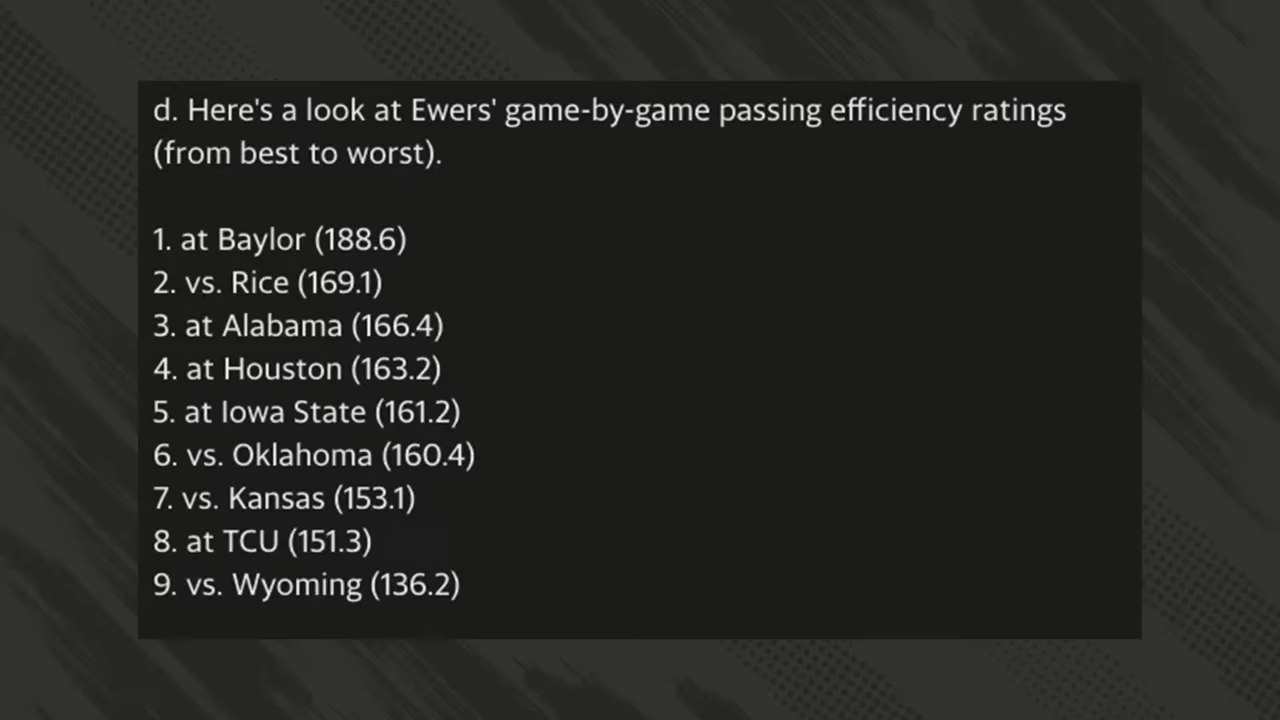 d. Here's a look at Ewers' game-by-game passing efficiency ratings
(from best to worst).
1. at Baylor (188.6)
2. vs. Rice (169.1)
3. at Alabama (166.4)
4. at Houston (163.2)
5. at Iowa State (161.2)
6. vs. Oklahoma (160.4)
7. vs. Kansas (153.1)
8. at TCU (151.3)
9. vs. Wyoming (136.2)